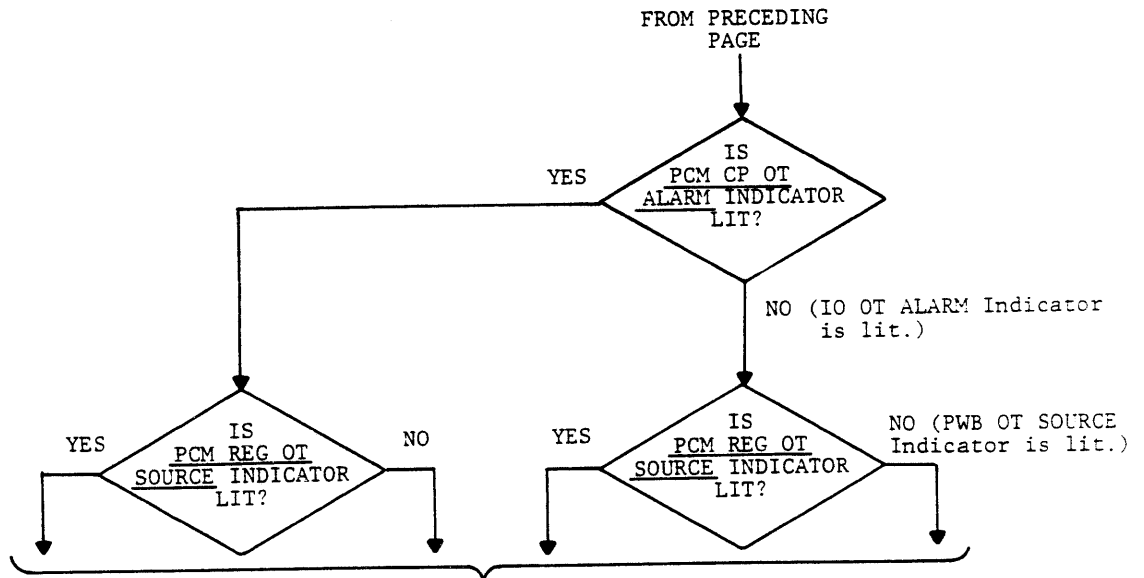 FROM PRECEDING
PAGE
IS
PCM CP OT
ALARM INDICATOR
LIT?
YES
NO (IO OT ALARM Indicator
is lit.)
YES
IS
PCM REG OT
SOURCE INDICATOR
LIT?
NO
YES
IS
PCM REG OT
SOURCE INDICATOR
LIT?
NO (PWB OT SOURCE
Indicator is lit.)